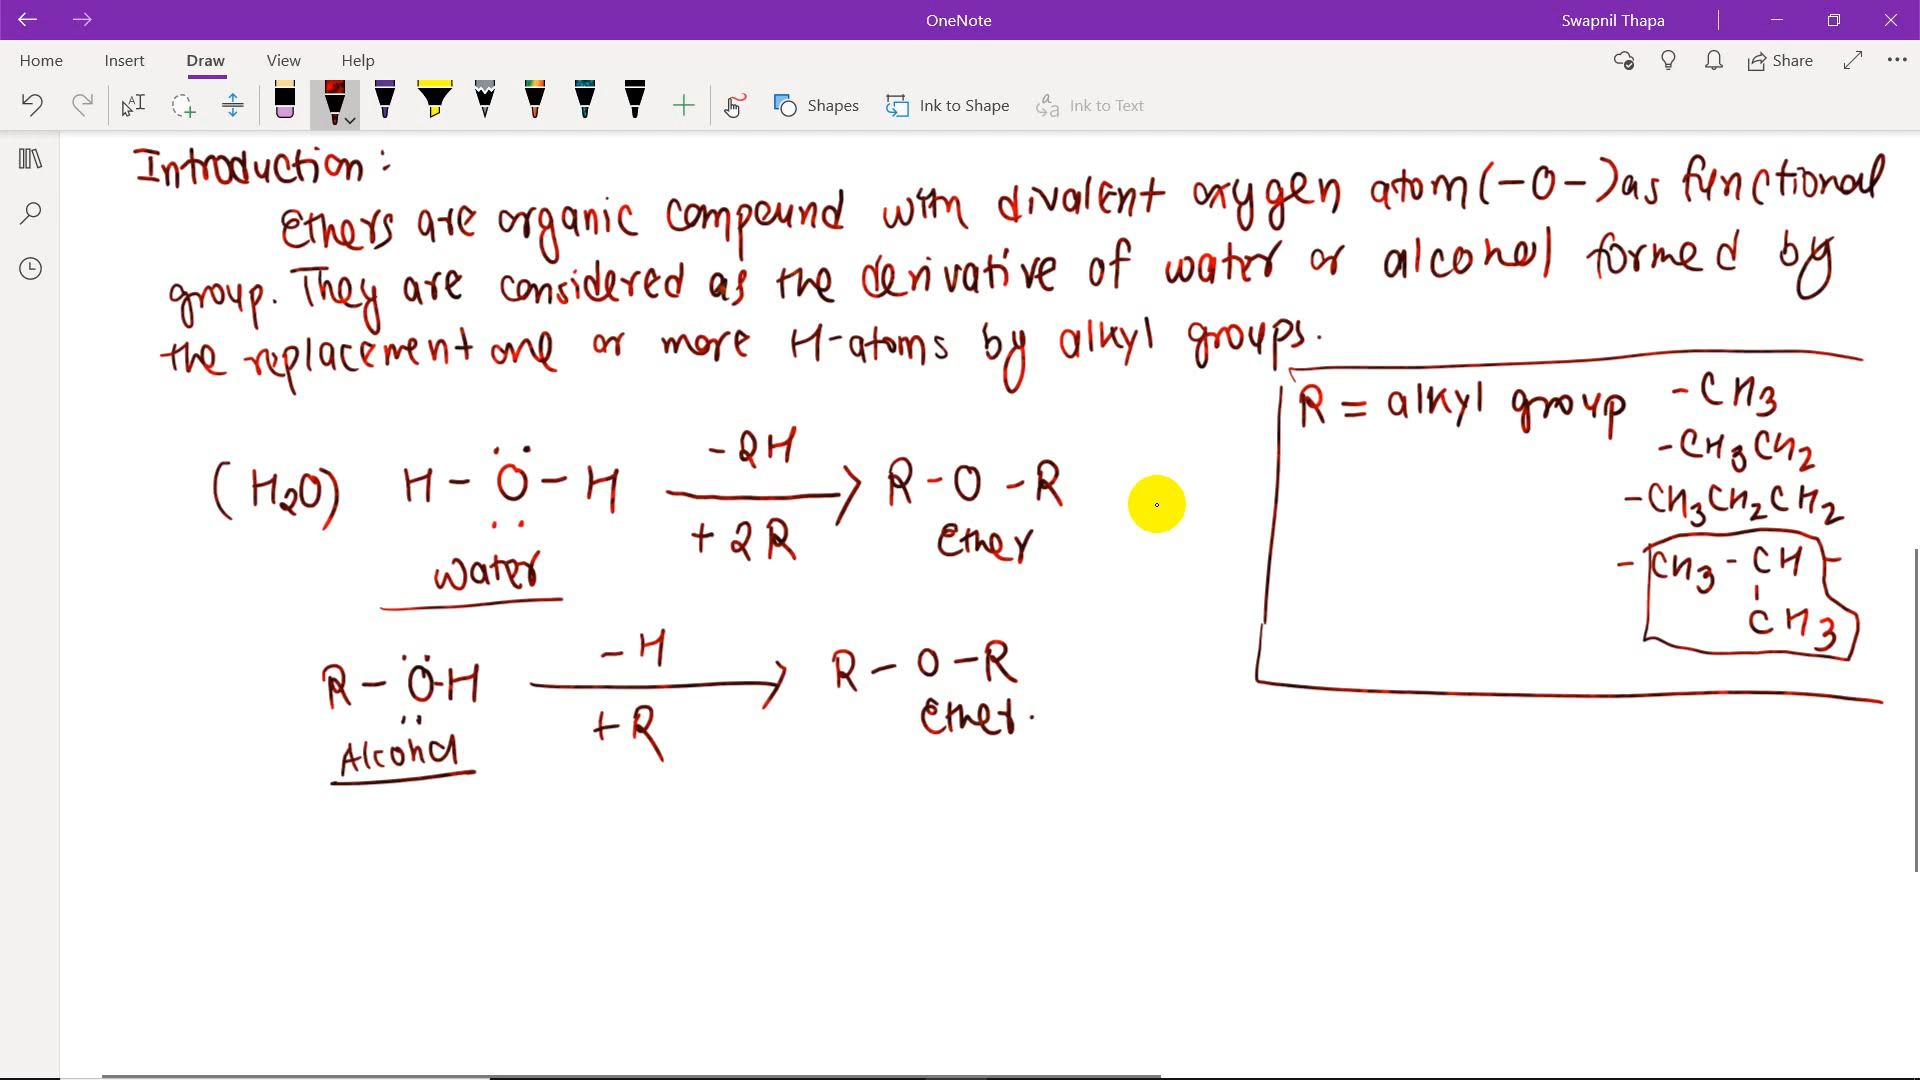 OneNote
Swapnil Thapa
Home Insert Draw View Help
Share
Shapes Ink to Shape Ink to Text
Introduction:
Ethers are organic compound with divalent oxygen atom (-O-) as functional
group. They are considered as the derivative of water or alcohol formed by
the replacement one or more H-atoms by alkyl groups.
R = alkyl group -CH3
-CH3CH2
-CH3CH2CH2
-CH3-CH-
CH3
(H2O) H-O-H -2H +2R R-O-R
Water Ether
R-OH -H +R R-O-R
Alcohol Ether.